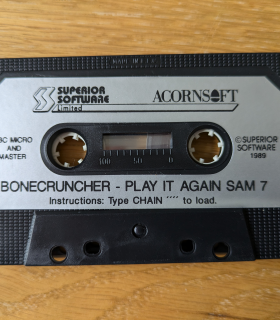 SUPERIOR SOFTWARE Limited
ACORNSOFT
BC MICRO AND MASTER
100 50 0
©SUPERIOR SOFTWARE 1989
BONECRUNCHER - PLAY IT AGAIN SAM 7
Instructions: Type CHAIN "" to load.